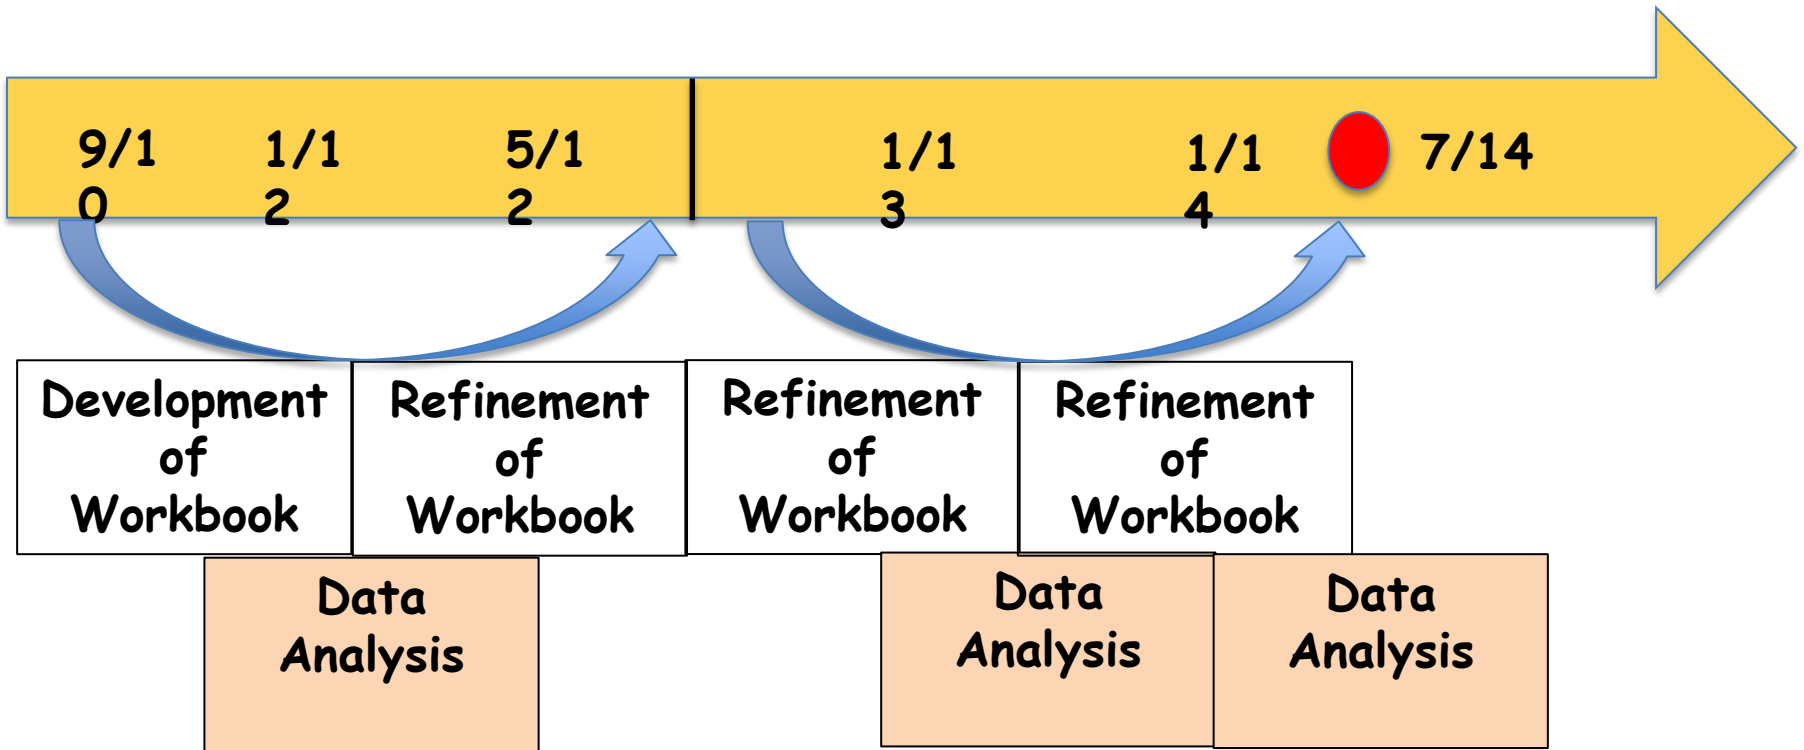 9/1
0
1/1
2
5/1
2
1/1
3
1/1
4
7/14
Development
of
Workbook
Refinement
of
Workbook
Refinement
of
Workbook
Refinement
of
Workbook
Data
Analysis
Data
Analysis
Data
Analysis